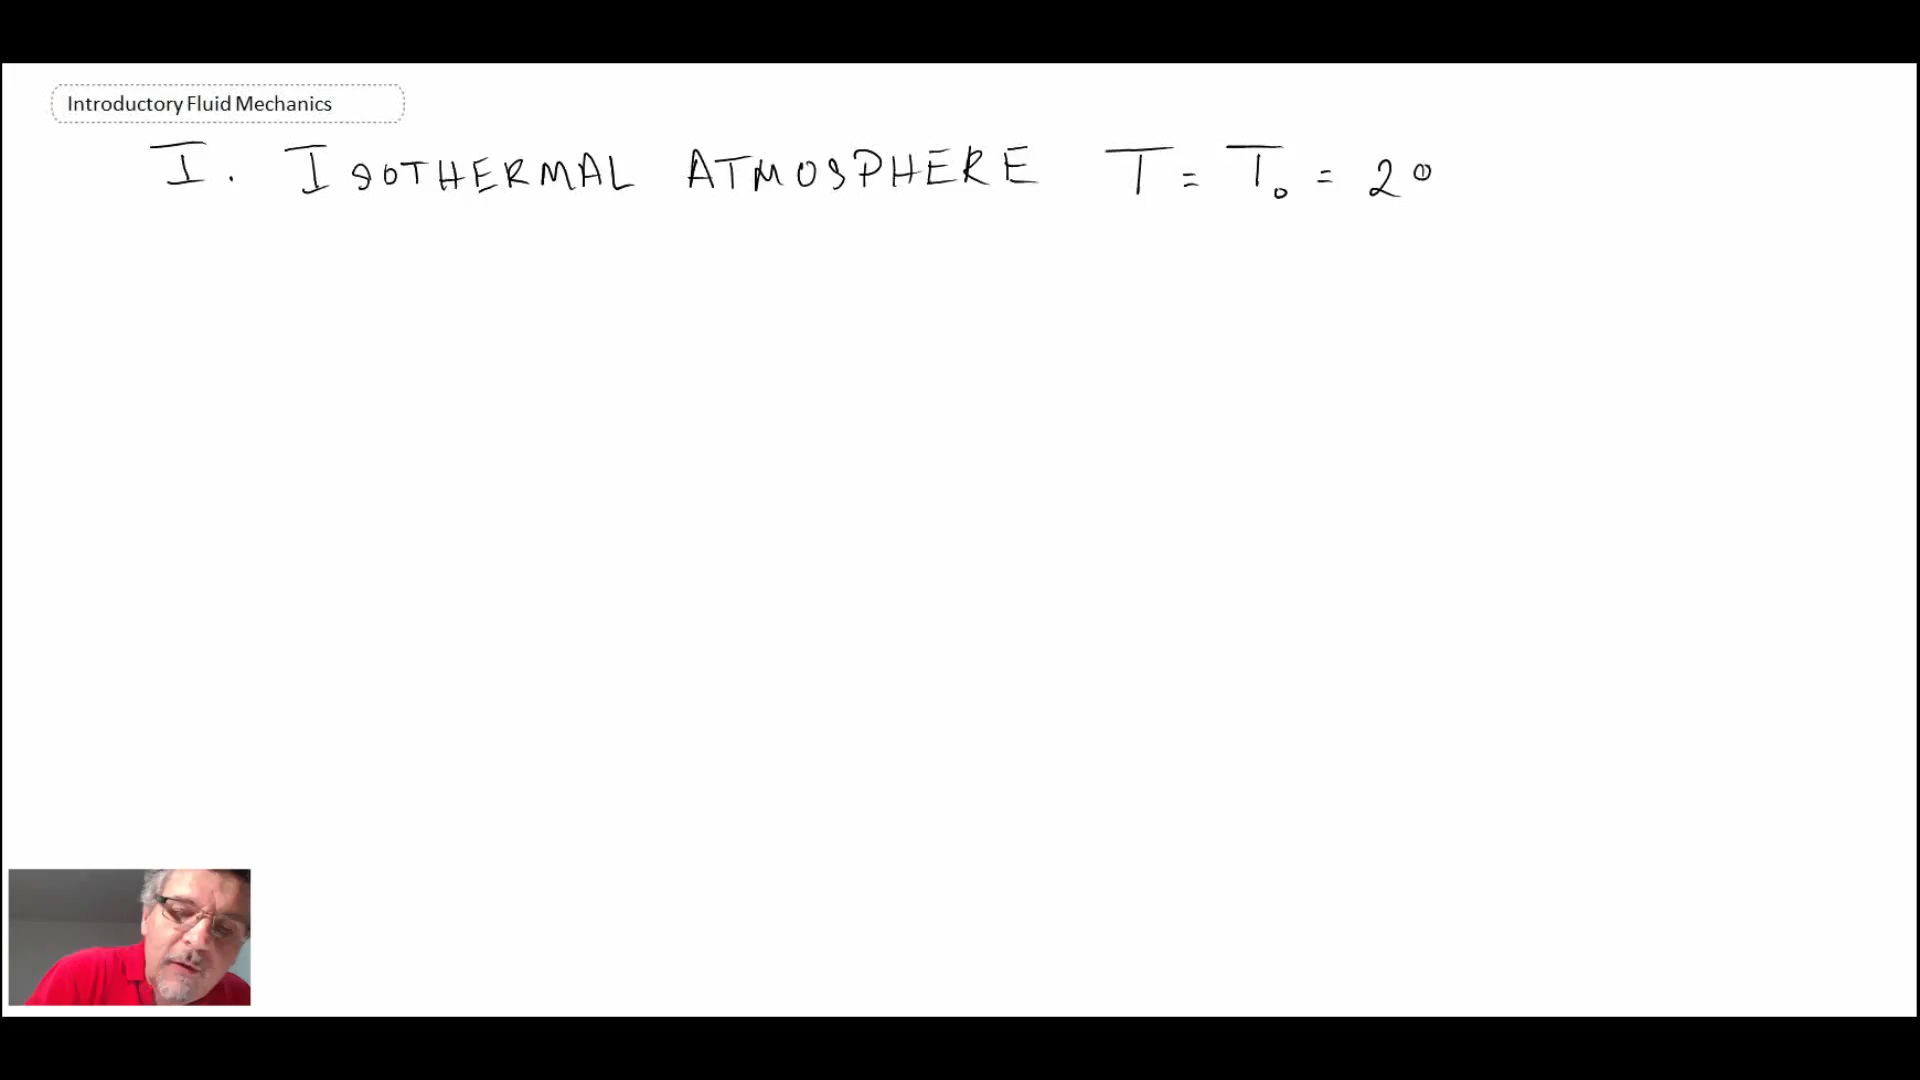 Introductory Fluid Mechanics
I. ISOTHERMAL ATMOSPHERE T = T₀ = 20